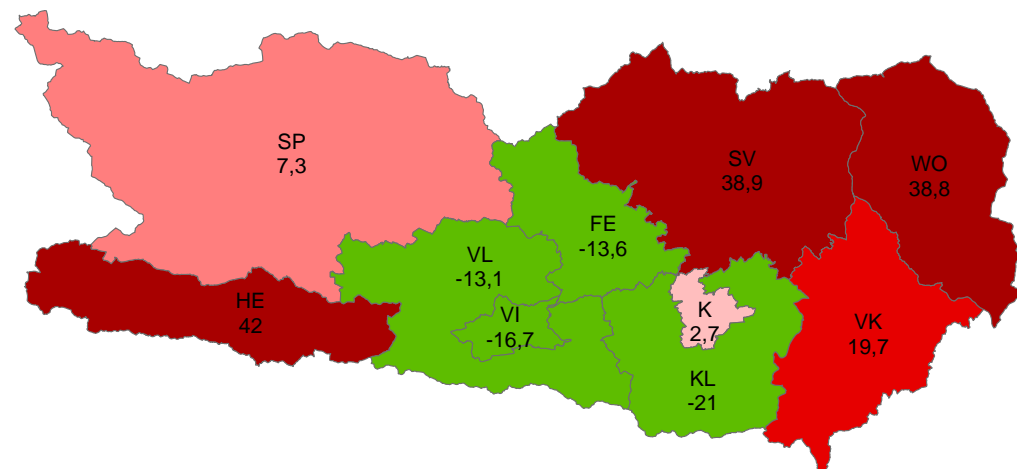 SP
7,3
SV
38,9
WO
38,8
FE
-13,6
VL
-13,1
HE
42
VI
-16,7
K
2,7
VK
19,7
KL
-21